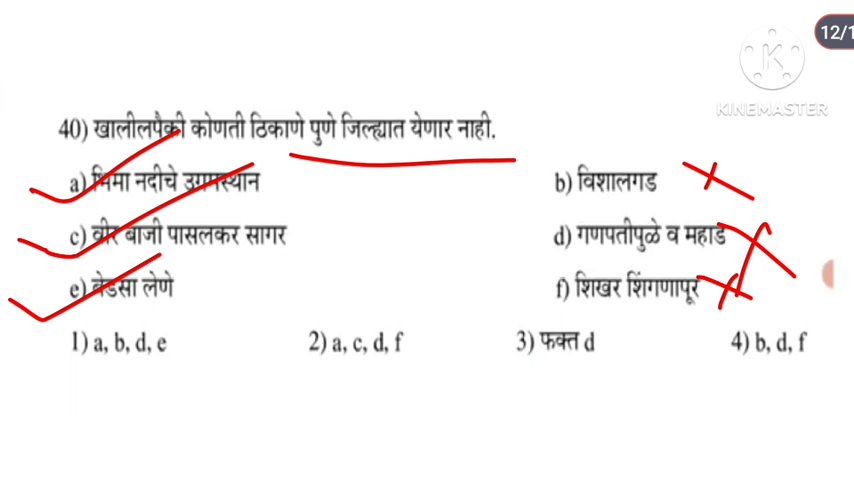 12/1
K
KINEMASTER
40) खालीलपैकी कोणती ठिकाणे पुणे जिल्ह्यात येणार नाही.
a) भिमा नदीचे उगमस्थान b) विशालगड
c) वीर बाजी पासलकर सागर d) गणपतीपुळे व महाड
e) बेडसा लेणे f) शिखर शिंगणापूर
1) a, b, d, e 2) a, c, d, f 3) फक्त d 4) b, d, f